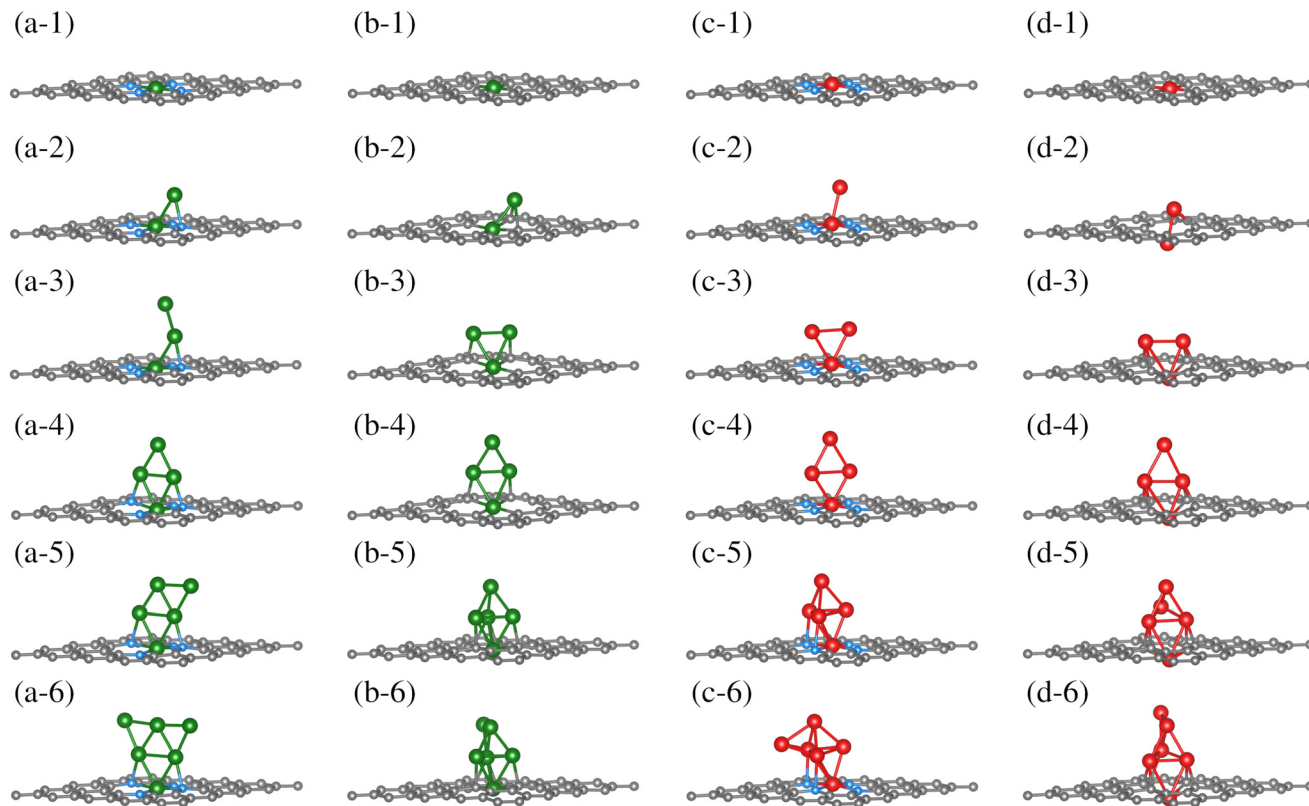 (a-1) (b-1) (c-1) (d-1)
(a-2) (b-2) (c-2) (d-2)
(a-3) (b-3) (c-3) (d-3)
(a-4) (b-4) (c-4) (d-4)
(a-5) (b-5) (c-5) (d-5)
(a-6) (b-6) (c-6) (d-6)